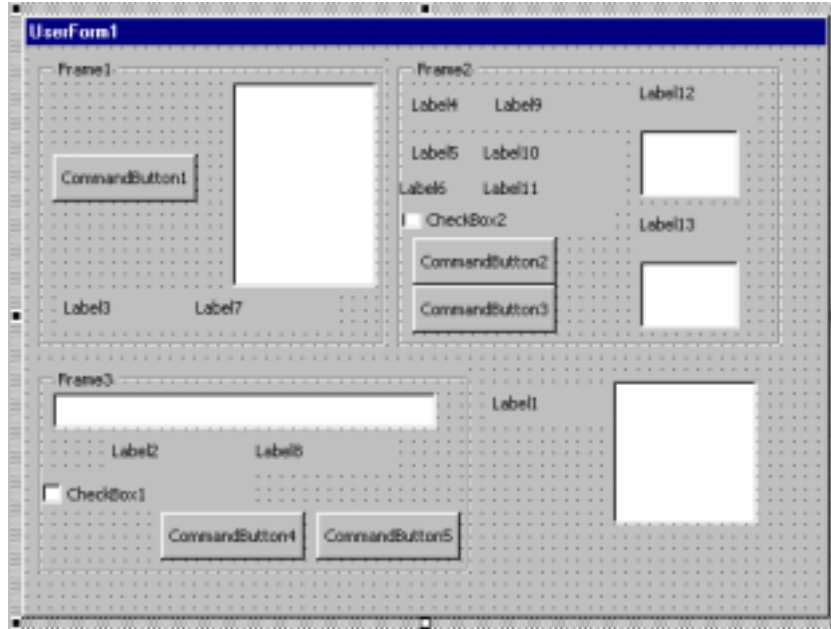 UserForm1
Frame1
CommandButton1
Label3 Label7
Frame2
Label4 Label9
Label12
Label5 Label10
Label6 Label11
CheckBox2
Label13
CommandButton2
CommandButton3
Frame3
Label2 Label8
CheckBox1
CommandButton4 CommandButton5
Label1